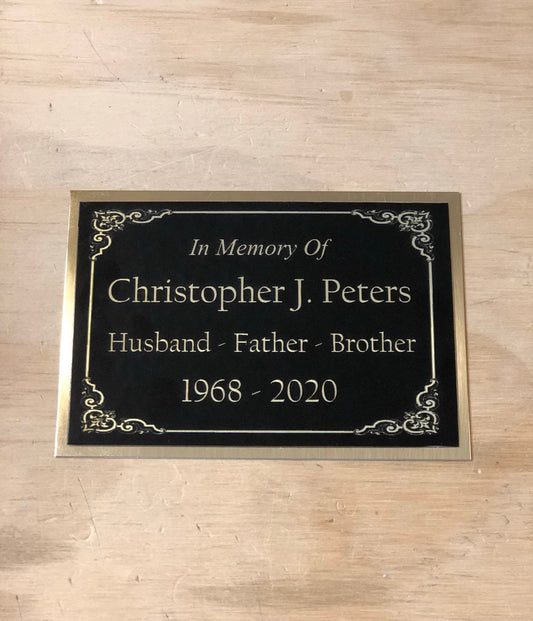 In Memory Of
Christopher J. Peters
Husband - Father - Brother
1968 - 2020